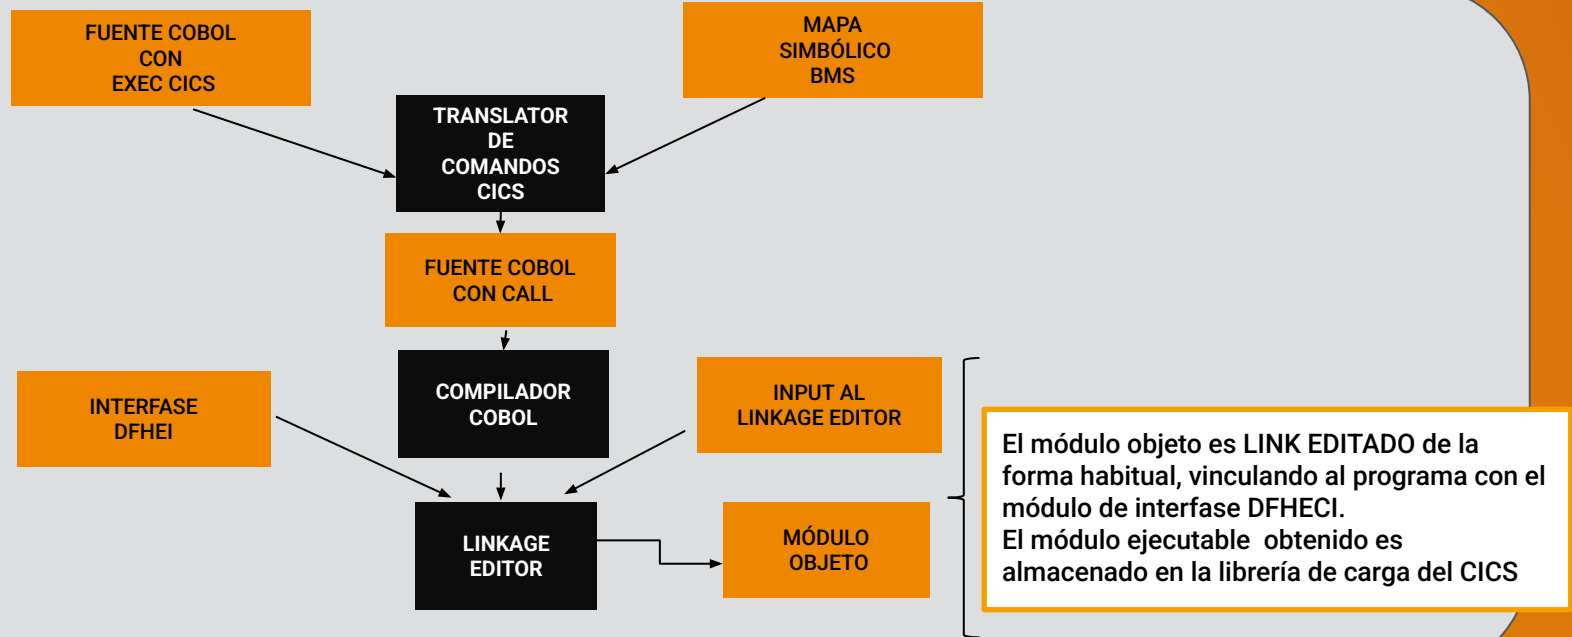 FUENTE COBOL
CON
EXEC CICS
MAPA
SIMBÓLICO
BMS
TRANSLATOR
DE
COMANDOS
CICS
FUENTE COBOL
CON CALL
COMPILADOR
COBOL
INTERFASE
DFHEI
INPUT AL
LINKAGE EDITOR
LINKAGE
EDITOR
MÓDULO
OBJETO
El módulo objeto es LINK EDITADO de la
forma habitual, vinculando al programa con el
módulo de interfase DFHECI.
El módulo ejecutable obtenido es
almacenado en la librería de carga del CICS